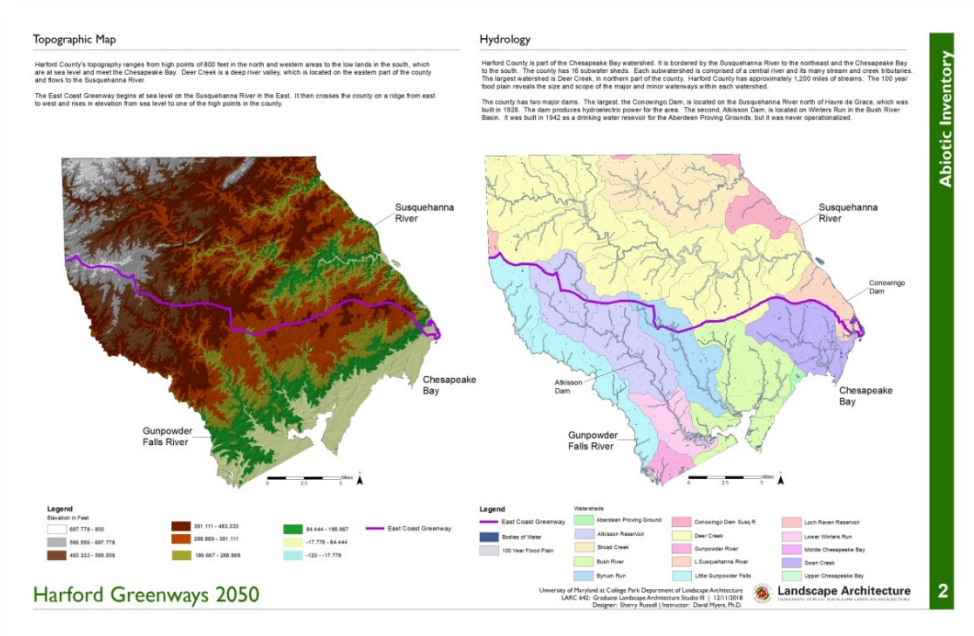 Topographic Map
Harford County's topography ranges from high points of 800 feet in the north and western areas to the low lands in the south, which
are at sea level and meet the Chesapeake Bay. Deer Creek is a deep river valley, which is located on the eastern part of the county
and flows to the Susquehanna River.
The East Coast Greenway begins at sea level on the Susquehanna River in the East. It then crosses the county on a ridge from east
to west and rises in elevation from sea level to one of the high points in the county.
Susquehanna
River
Chesapeake
Bay
Gunpowder
Falls River
0 2.5 5 Miles
Legend
Elevation in Feet
697.778 - 800
595.556 - 697.778
493.333 - 595.556
391.111 - 493.333
288.889 - 391.111
186.667 - 288.889
84.444 - 186.667
-17.778 - 84.444
-120 - -17.778
East Coast Greenway
Hydrology
Harford County is part of the Chesapeake Bay watershed. It is bordered by the Susquehanna River to the northeast and the Chesapeake Bay
to the south. The county has 16 subwater sheds. Each subwatershed is comprised of a central river and its many stream and creek tributaries.
The largest watershed is Deer Creek, in northern part of the county. Harford County has approximately 1,200 miles of streams. The 100 year
food plain reveals the size and scope of the major and minor waterways within each watershed.
The county has two major dams. The largest, the Conowingo Dam, is located on the Susquehanna River north of Havre de Grace, which was
built in 1928. The dam produces hydroelectric power for the area. The second, Atkisson Dam, is located on Winters Run in the Bush River
Basin. It was built in 1942 as a drinking water resevoir for the Aberdeen Proving Grounds, but it was never operationalized.
Susquehanna
River
Conowingo
Dam
Atkisson
Dam
Chesapeake
Bay
Gunpowder
Falls River
0 2.5 5 Miles
Legend
East Coast Greenway
Bodies of Water
100 Year Flood Plain
Watersheds
Aberdeen Proving Ground
Atkisson Reservoir
Broad Creek
Bush River
Bynum Run
Conowingo Dam Susq R
Deer Creek
Gunpowder River
L Susquehanna River
Little Gunpowder Falls
Loch Raven Reservoir
Lower Winters Run
Middle Chesapeake Bay
Swan Creek
Upper Chesapeake Bay
Abiotic Inventory
Harford Greenways 2050
University of Maryland at College Park Department of Landscape Architecture
LARC 642: Graduate Landscape Architecture Studio III | 12/11/2018
Designer: Sherry Russell | Instructor: David Myers, Ph.D.
Landscape Architecture
2